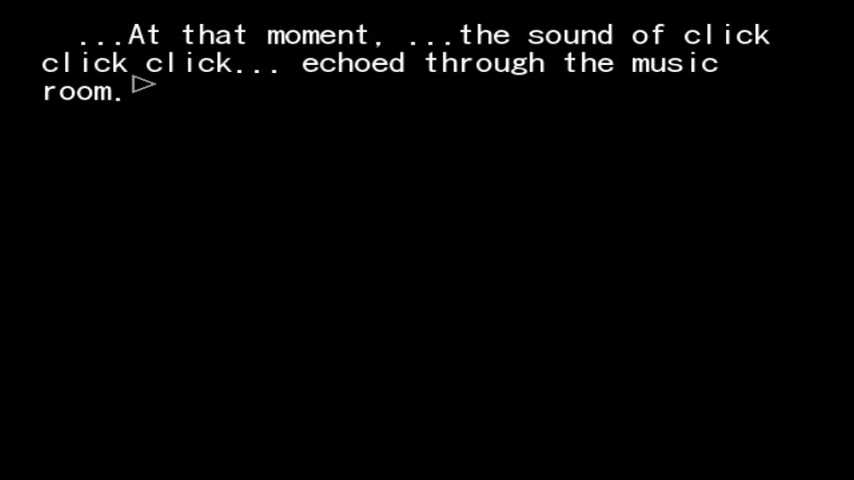 ...At that moment, ...the sound of click
click click... echoed through the music
room.